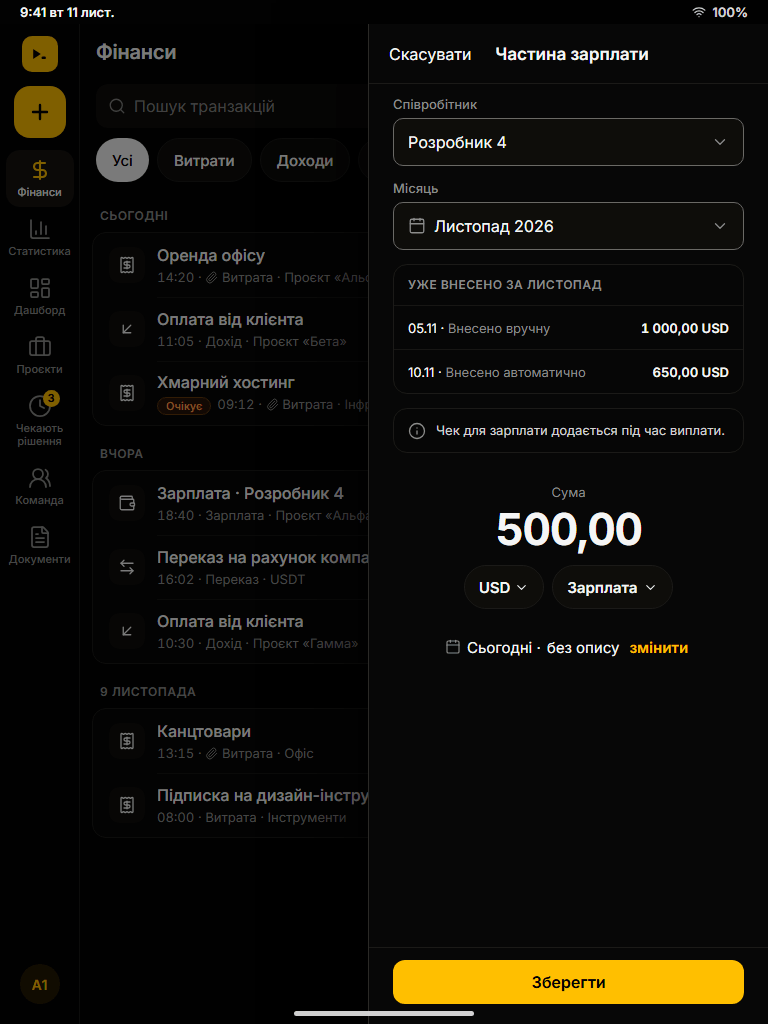 9:41 вт 11 лист.
100%
Фінанси
Статистика
Дашборд
Проєкти
3
Чекають
рішення
Команда
Документи
A1
Фінанси
Пошук транзакцій
Усі
Витрати
Доходи
СЬОГОДНІ
Оренда офісу
14:20 · Витрата · Проєкт «Аль
Оплата від клієнта
11:05 · Дохід · Проєкт «Бета»
Хмарний хостинг
Очікує 09:12 · Витрата · Інфр
ВЧОРА
Зарплата · Розробник 4
18:40 · Зарплата · Проєкт «Альфа
Переказ на рахунок компа
16:02 · Переказ · USDT
Оплата від клієнта
10:30 · Дохід · Проєкт «Гамма»
9 ЛИСТОПАДА
Канцтовари
13:15 · Витрата · Офіс
Підписка на дизайн-інстру
08:00 · Витрата · Інструменти
Скасувати
Частина зарплати
Співробітник
Розробник 4
Місяць
Листопад 2026
УЖЕ ВНЕСЕНО ЗА ЛИСТОПАД
05.11 · Внесено вручну 1 000,00 USD
10.11 · Внесено автоматично 650,00 USD
Чек для зарплати додається під час виплати.
Сума
500,00
USD
Зарплата
Сьогодні · без опису змінити
Зберегти